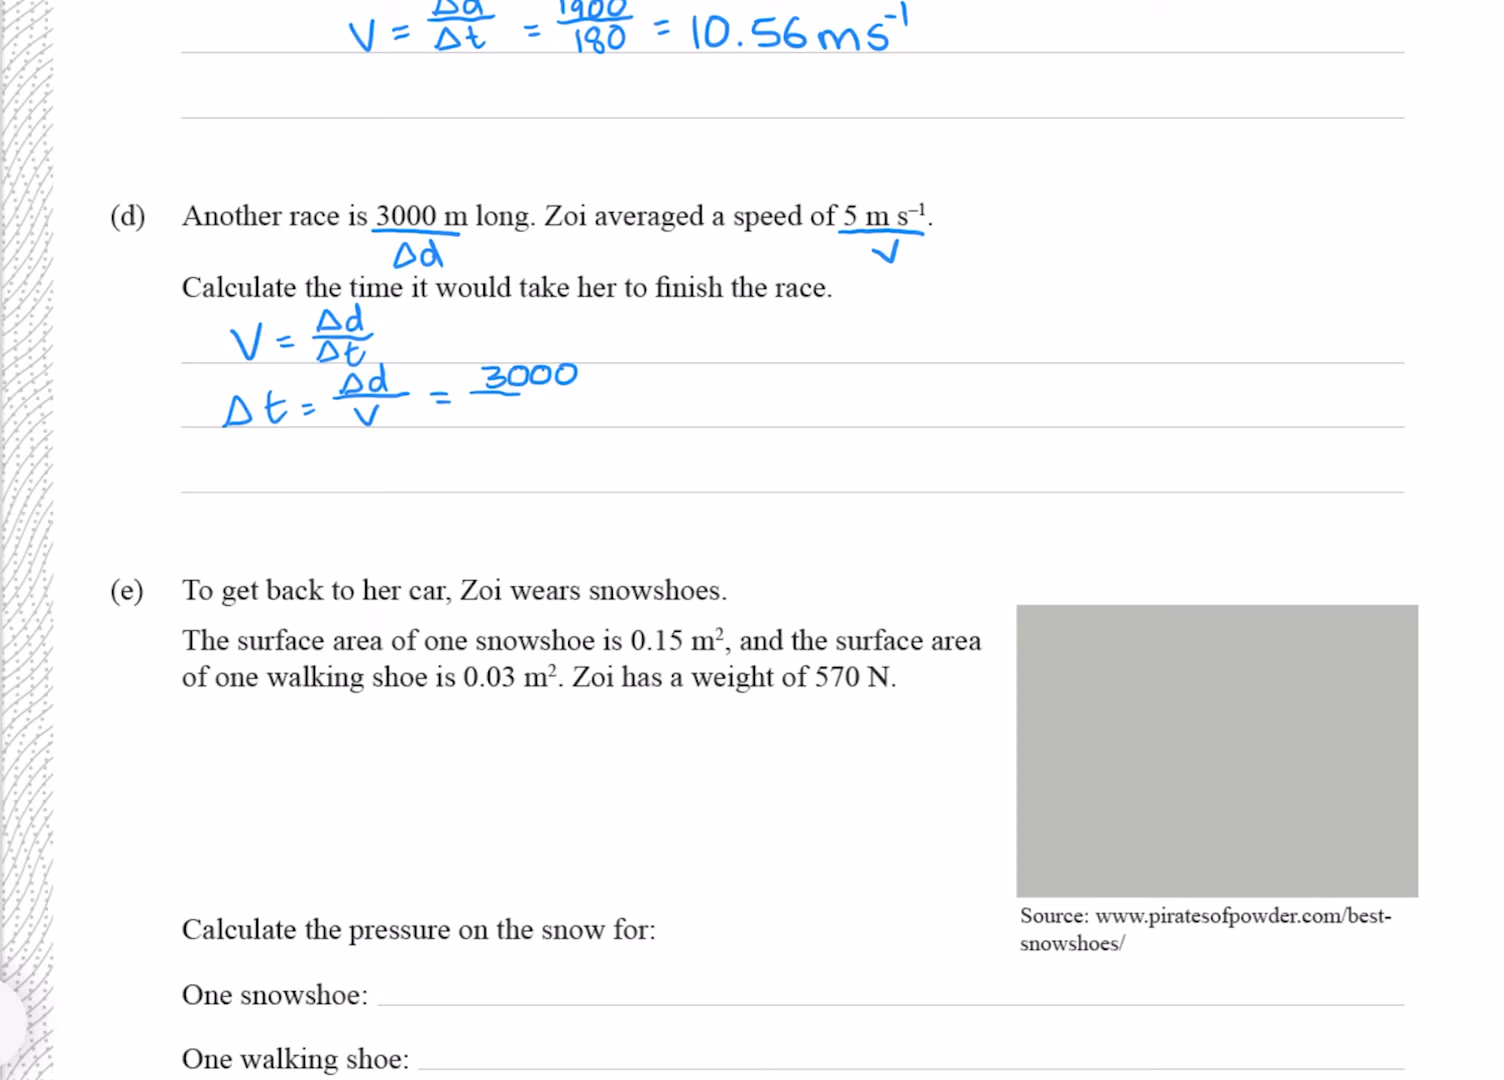 V = Δd/Δt = 1900/180 = 10.56 ms⁻¹
(d) Another race is 3000 m long. Zoi averaged a speed of 5 m s⁻¹.
Δd V
Calculate the time it would take her to finish the race.
V = Δd/Δt
Δt = Δd/V = 3000
(e) To get back to her car, Zoi wears snowshoes.
The surface area of one snowshoe is 0.15 m², and the surface area
of one walking shoe is 0.03 m². Zoi has a weight of 570 N.
Source: www.piratesofpowder.com/best-
snowshoes/
Calculate the pressure on the snow for:
One snowshoe:
One walking shoe: